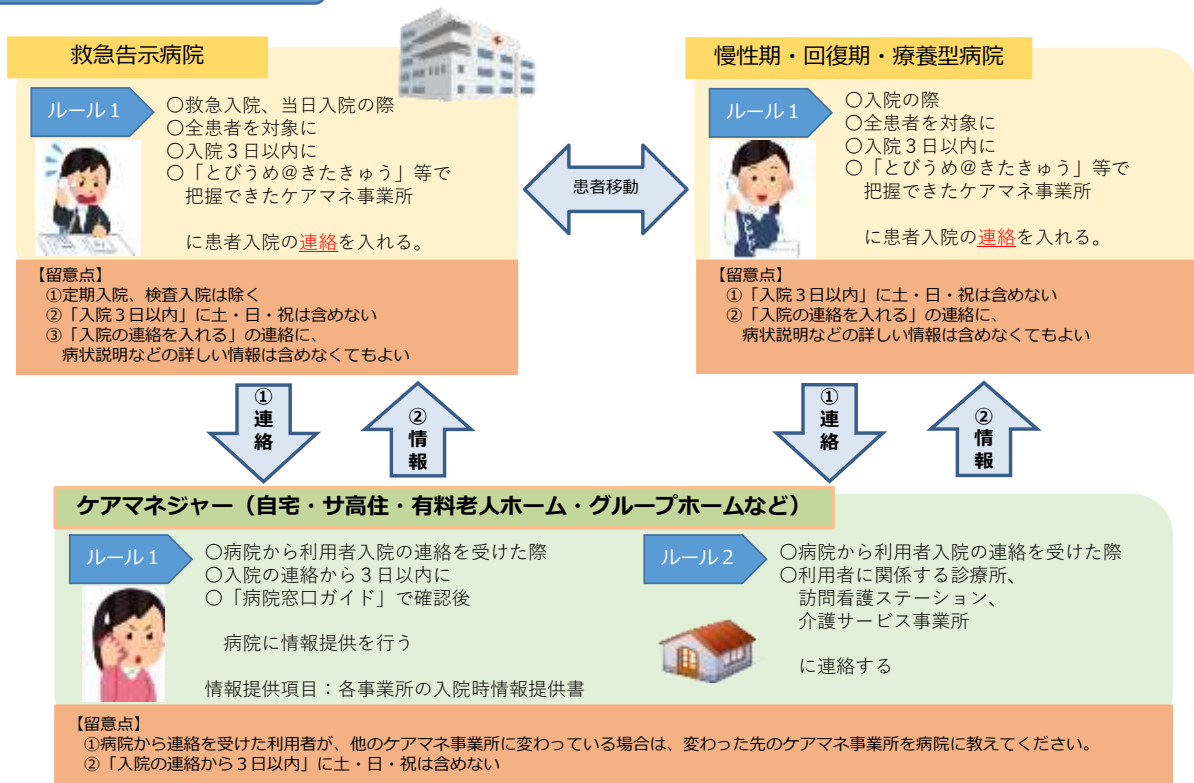 救急告示病院
ルール1
○救急入院、当日入院の際
○全患者を対象に
○入院3日以内に
○「とびうめ@きたきゅう」等で
把握できたケアマネ事業所
に患者入院の連絡を入れる。
【留意点】
①定期入院、検査入院は除く
②「入院3日以内」に土・日・祝は含めない
③「入院の連絡を入れる」の連絡に、
病状説明などの詳しい情報は含めなくてもよい
患者移動
慢性期・回復期・療養型病院
ルール1
○入院の際
○全患者を対象に
○入院3日以内に
○「とびうめ@きたきゅう」等で
把握できたケアマネ事業所
に患者入院の連絡を入れる。
【留意点】
①「入院3日以内」に土・日・祝は含めない
②「入院の連絡を入れる」の連絡に、
病状説明などの詳しい情報は含めなくてもよい
①連絡
②情報
①連絡
②情報
ケアマネジャー（自宅・サ高住・有料老人ホーム・グループホームなど）
ルール1
○病院から利用者入院の連絡を受けた際
○入院の連絡から3日以内に
○「病院窓口ガイド」で確認後
病院に情報提供を行う
情報提供項目：各事業所の入院時情報提供書
ルール2
○病院から利用者入院の連絡を受けた際
○利用者に関係する診療所、
訪問看護ステーション、
介護サービス事業所
に連絡する
【留意点】
①病院から連絡を受けた利用者が、他のケアマネ事業所に変わっている場合は、変わった先のケアマネ事業所を病院に教えてください。
②「入院の連絡から3日以内」に土・日・祝は含めない